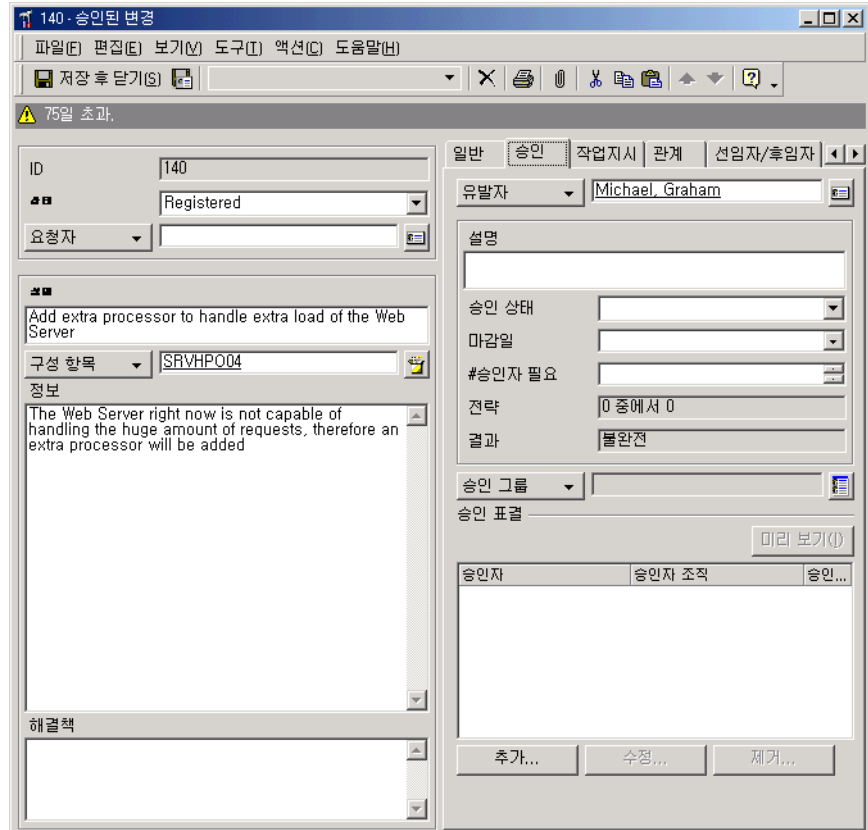 140 - 승인된 변경
파일(F) 편집(E) 보기(V) 도구(T) 액션(C) 도움말(H)
저장 후 닫기(S)
75일 초과.
ID
140
Registered
요청자
Add extra processor to handle extra load of the Web
Server
구성 항목
SRVHPO04
정보
The Web Server right now is not capable of
handling the huge amount of requests, therefore an
extra processor will be added
해결책
일반 승인 작업지시 관계 선임자/후임자
유발자
Michael, Graham
설명
승인 상태
마감일
#승인자 필요
전략
0 중에서 0
결과
불완전
승인 그룹
승인 표결
미리 보기(I)
승인자 승인자 조직 승인...
추가... 수정... 제거...